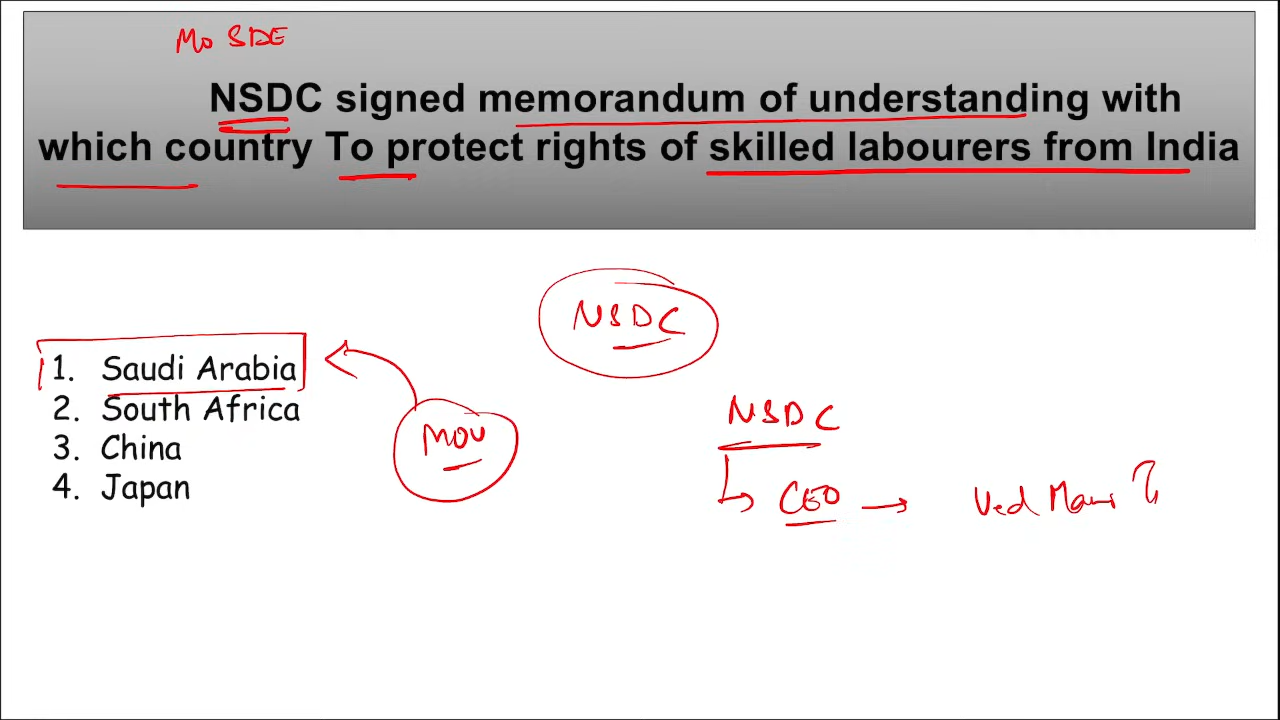 Mo SDE
NSDC signed memorandum of understanding with
which country To protect rights of skilled labourers from India
NSDC
1. Saudi Arabia
2. South Africa
3. China
4. Japan
MOU
NSDC
CEO → Ved Mani